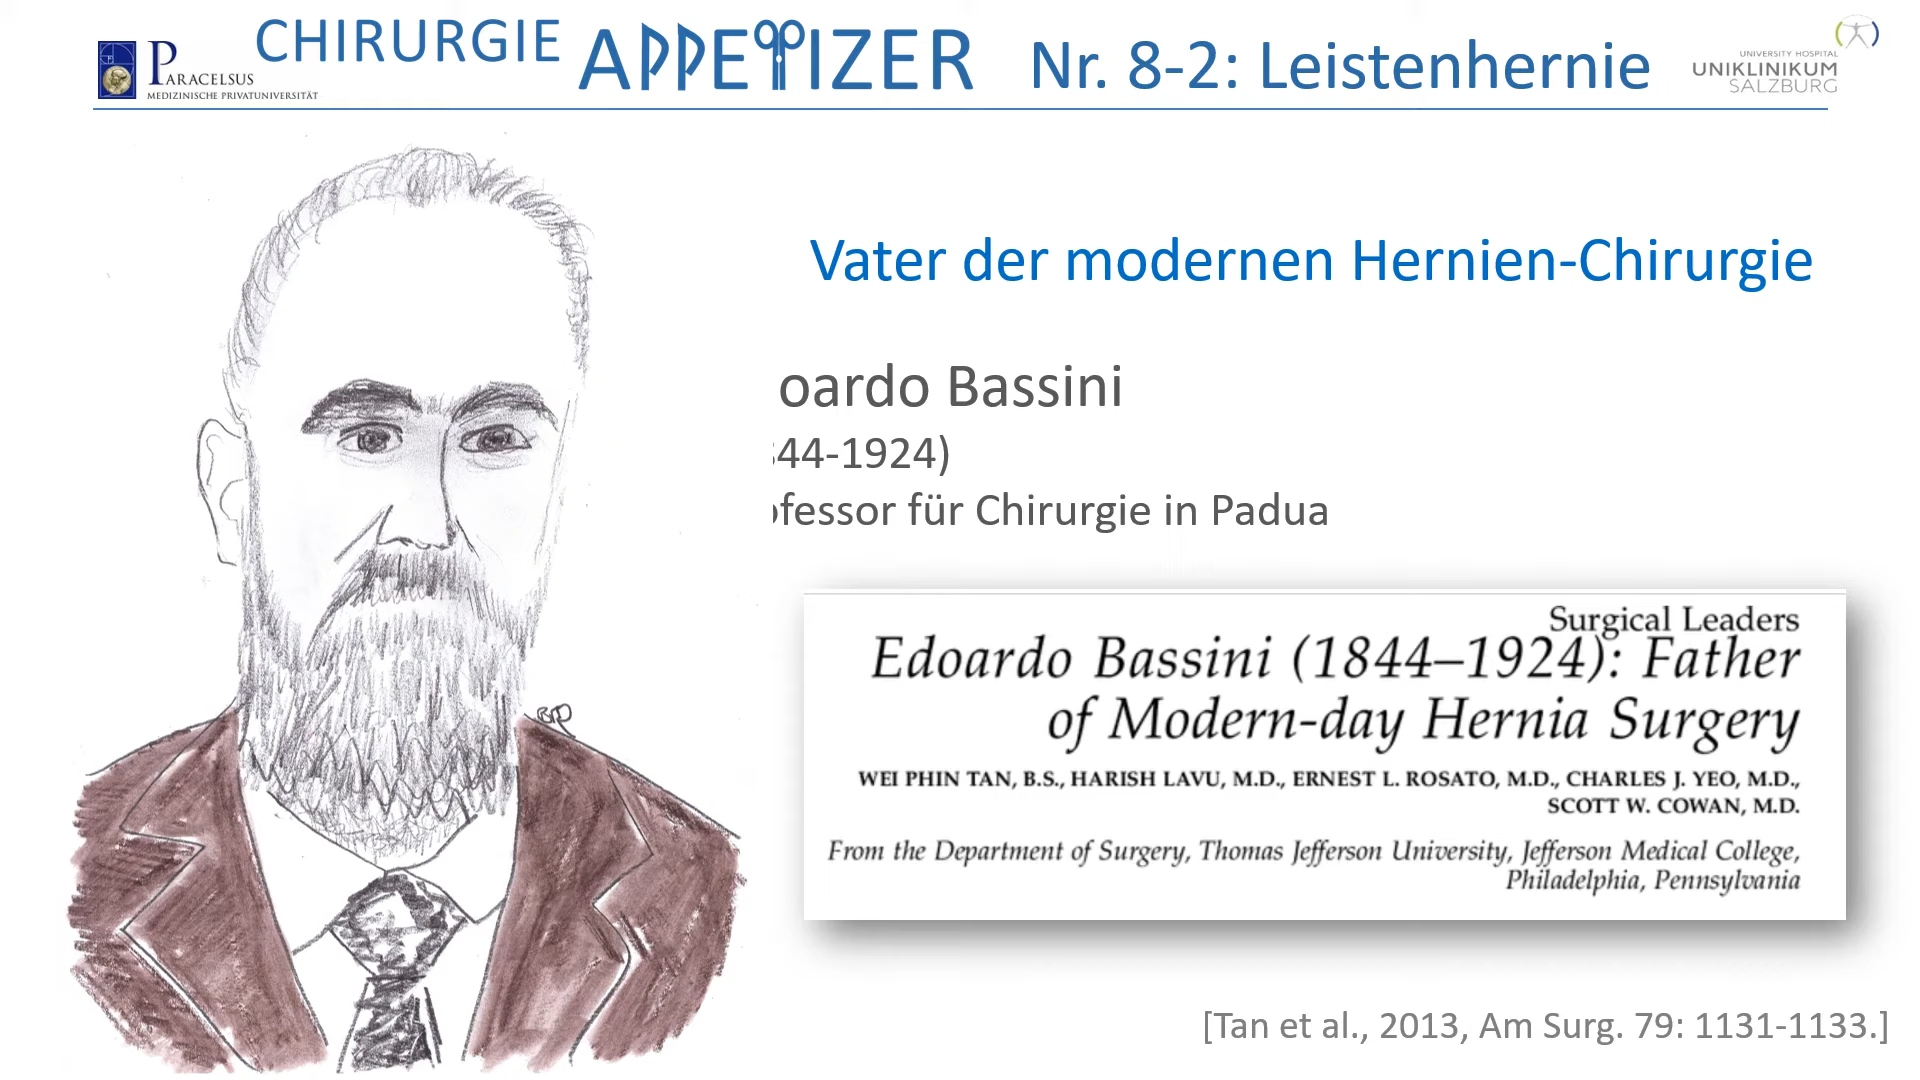 PARACELSUS
MEDIZINISCHE PRIVATUNIVERSITÄT
CHIRURGIE APPETIZER Nr. 8-2: Leistenhernie
UNIVERSITY HOSPITAL
UNIKLINIKUM
SALZBURG
Vater der modernen Hernien-Chirurgie
oardo Bassini
44-1924)
ofessor für Chirurgie in Padua
Surgical Leaders
Edoardo Bassini (1844–1924): Father
of Modern-day Hernia Surgery
WEI PHIN TAN, B.S., HARISH LAVU, M.D., ERNEST L. ROSATO, M.D., CHARLES J. YEO, M.D.,
SCOTT W. COWAN, M.D.
From the Department of Surgery, Thomas Jefferson University, Jefferson Medical College,
Philadelphia, Pennsylvania
[Tan et al., 2013, Am Surg. 79: 1131-1133.]